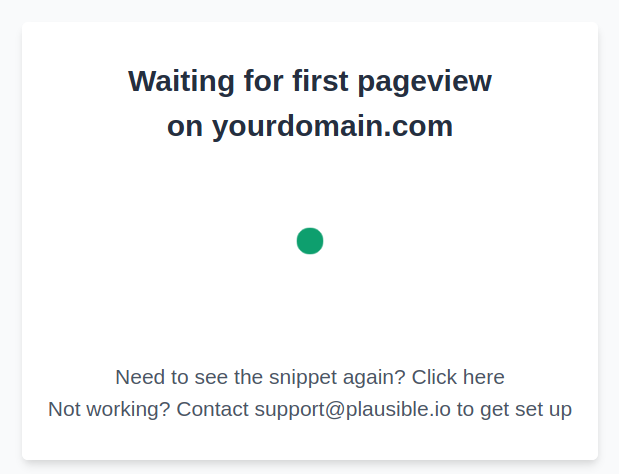 Waiting for first pageview
on yourdomain.com
Need to see the snippet again? Click here
Not working? Contact support@plausible.io to get set up